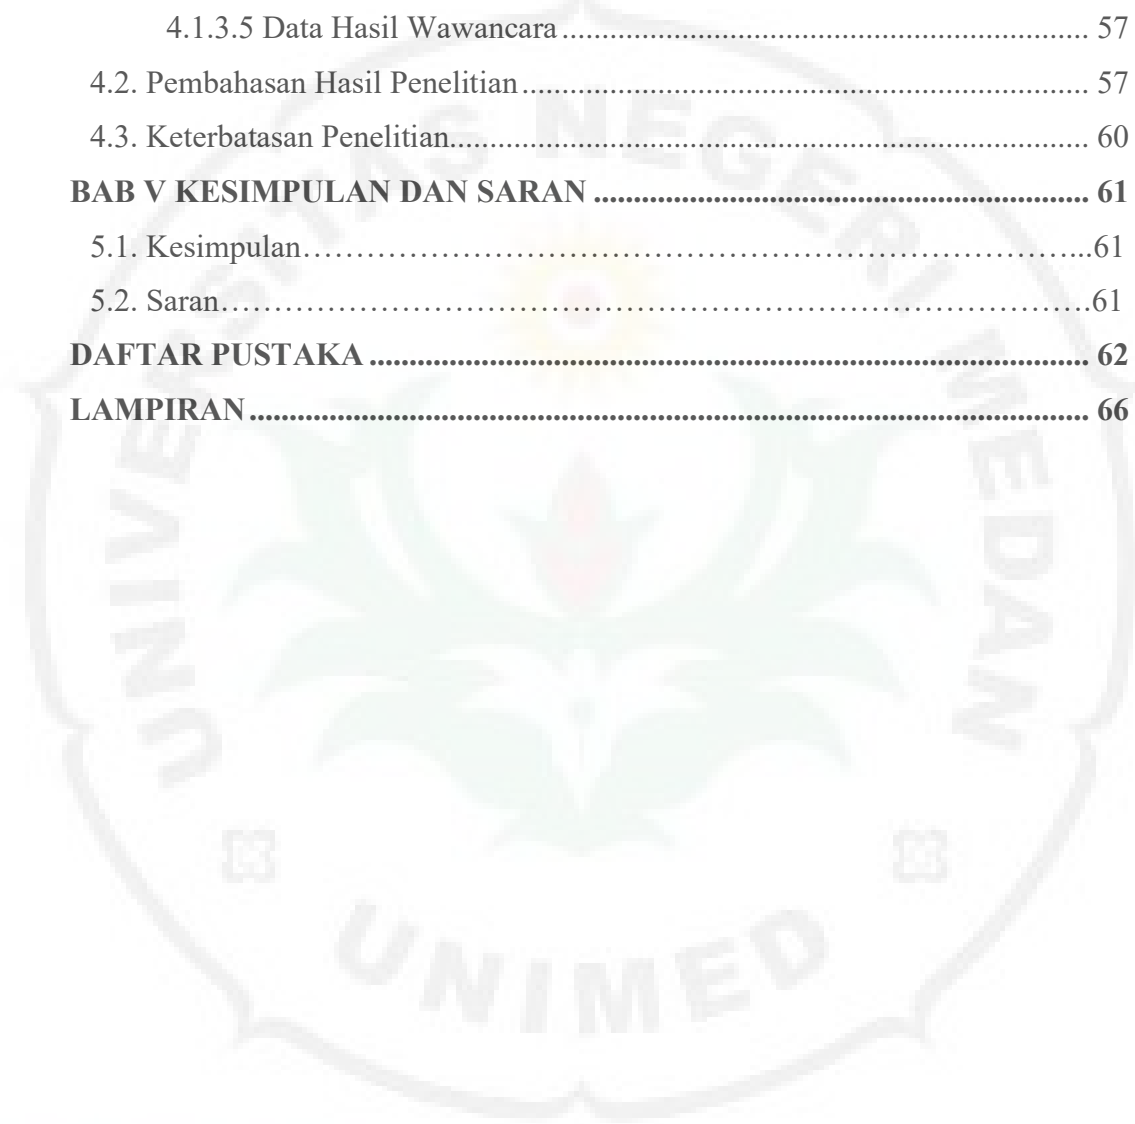 4.1.3.5 Data Hasil Wawancara ........................................................................ 57
4.2. Pembahasan Hasil Penelitian ........................................................................ 57
4.3. Keterbatasan Penelitian ........................................................................ 60
BAB V KESIMPULAN DAN SARAN ........................................................................ 61
5.1. Kesimpulan……………………………………………………………………...61
5.2. Saran…………………………………………………………………………….61
DAFTAR PUSTAKA ........................................................................ 62
LAMPIRAN ........................................................................ 66
UNIVERSITAS NEGERI MEDAN
UNIMED